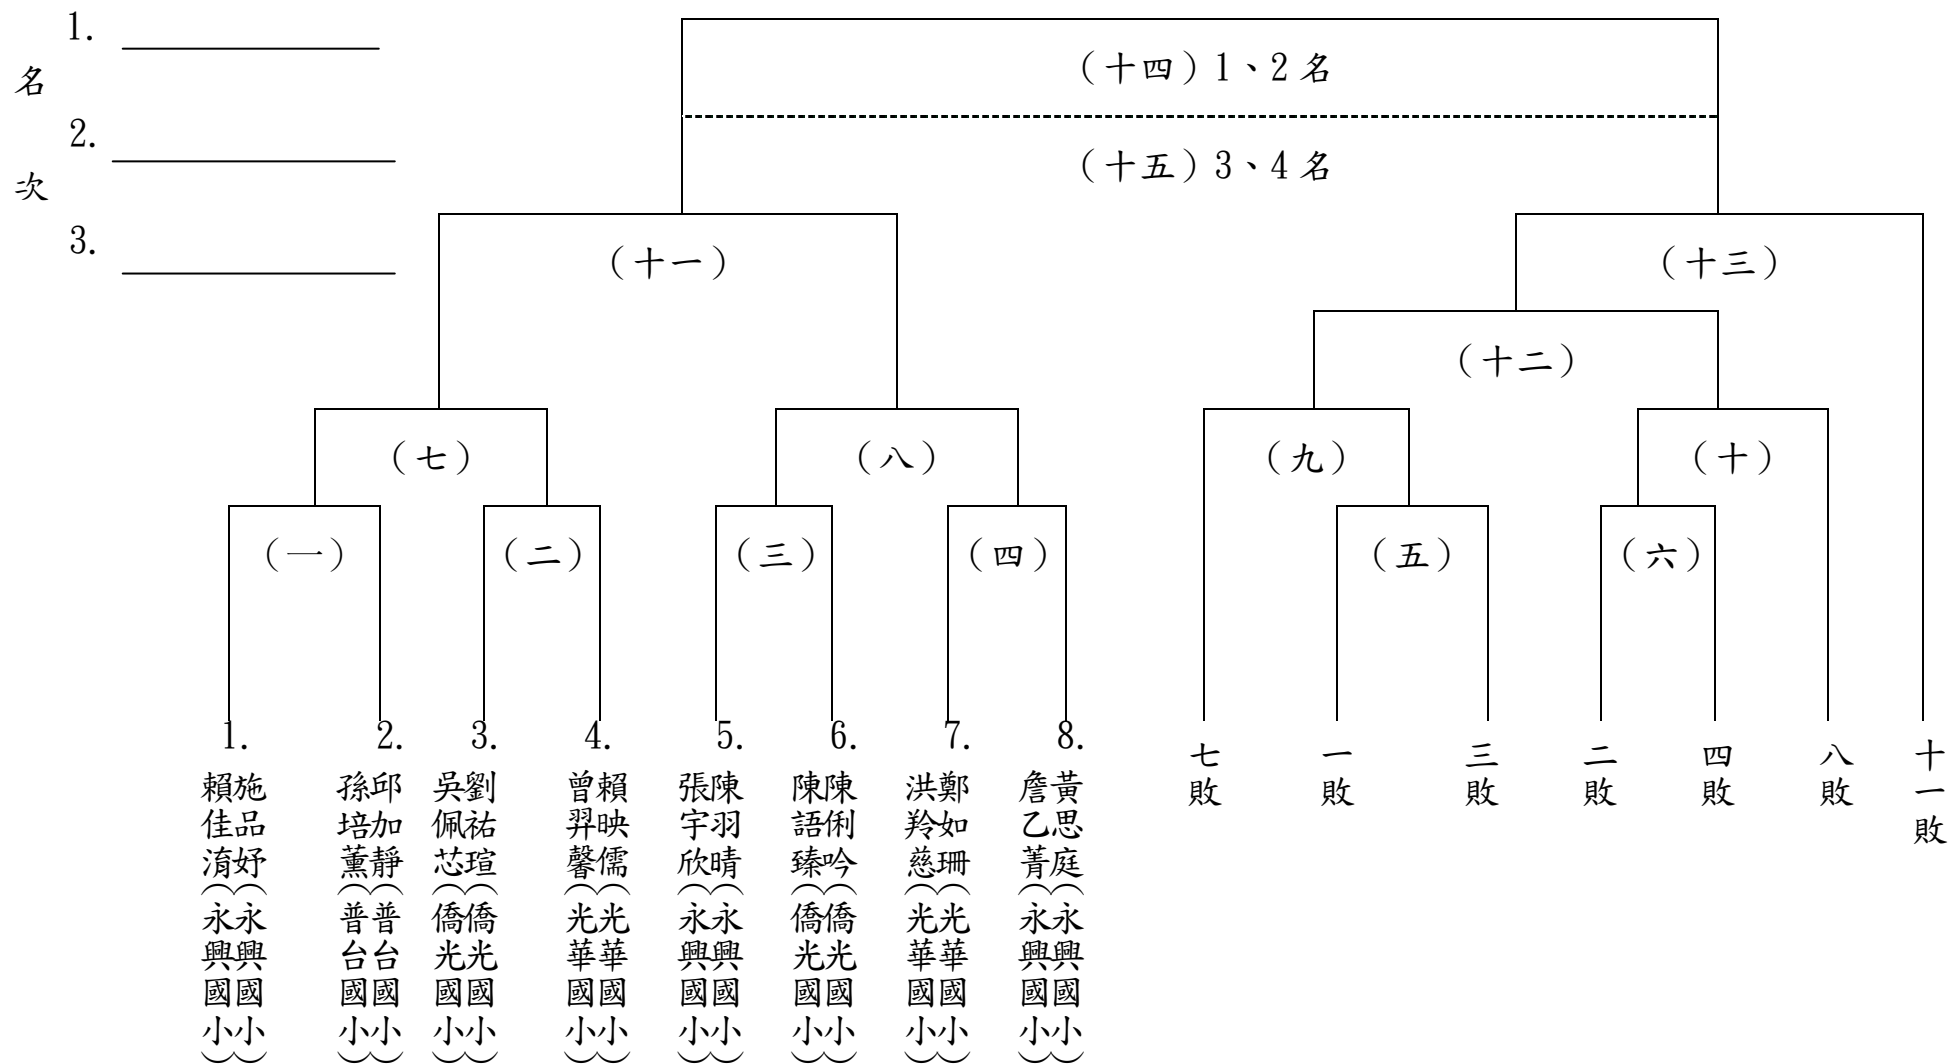 1.
名
2.
次
3.
（十四）1、2名
（十五）3、4名
（十一）
（十三）
（十二）
（七）
（八）
（九）
（十）
（一）
（二）
（三）
（四）
（五）
（六）
1.
施品妤（永興國小）
賴佳淯（永興國小）
2.
邱加靜（普台國小）
孫培薰（普台國小）
3.
劉祐瑄（僑光國小）
吳佩芯（僑光國小）
4.
賴映儒（光華國小）
曾羿馨（光華國小）
5.
陳羽晴（永興國小）
張宇欣（永興國小）
6.
陳俐吟（僑光國小）
陳語臻（僑光國小）
7.
鄭如珊（光華國小）
洪羚慈（光華國小）
8.
黃思庭（永興國小）
詹乙菁（永興國小）
七敗
一敗
三敗
二敗
四敗
八敗
十一敗